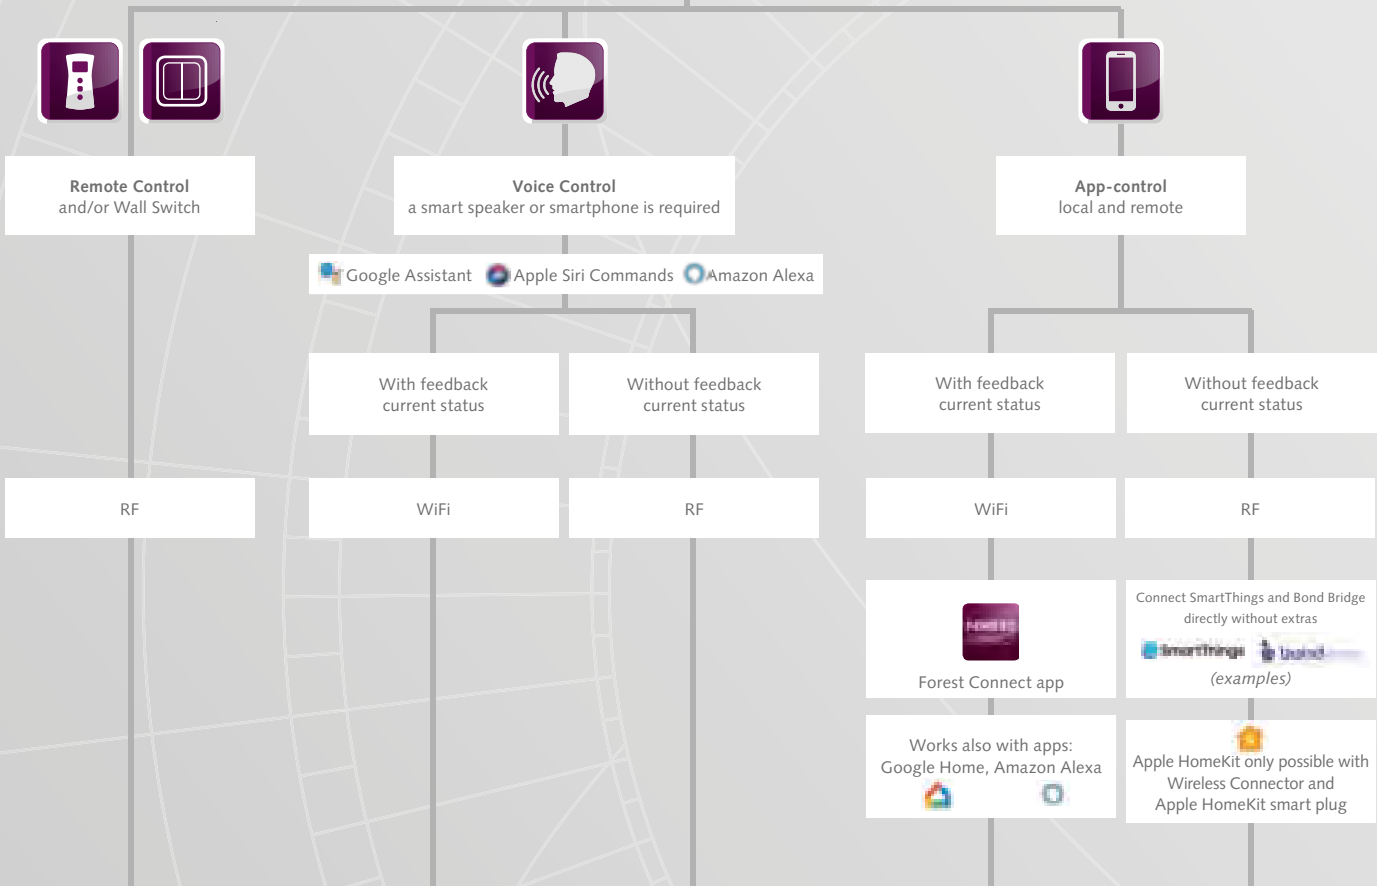 Remote Control
and/or Wall Switch
Voice Control
a smart speaker or smartphone is required
App-control
local and remote
Google Assistant Apple Siri Commands Amazon Alexa
With feedback
current status
Without feedback
current status
With feedback
current status
Without feedback
current status
RF
WiFi
RF
WiFi
RF
Forest Connect app
Connect SmartThings and Bond Bridge
directly without extras
SmartThings
(examples)
Works also with apps:
Google Home, Amazon Alexa
Apple HomeKit only possible with
Wireless Connector and
Apple HomeKit smart plug